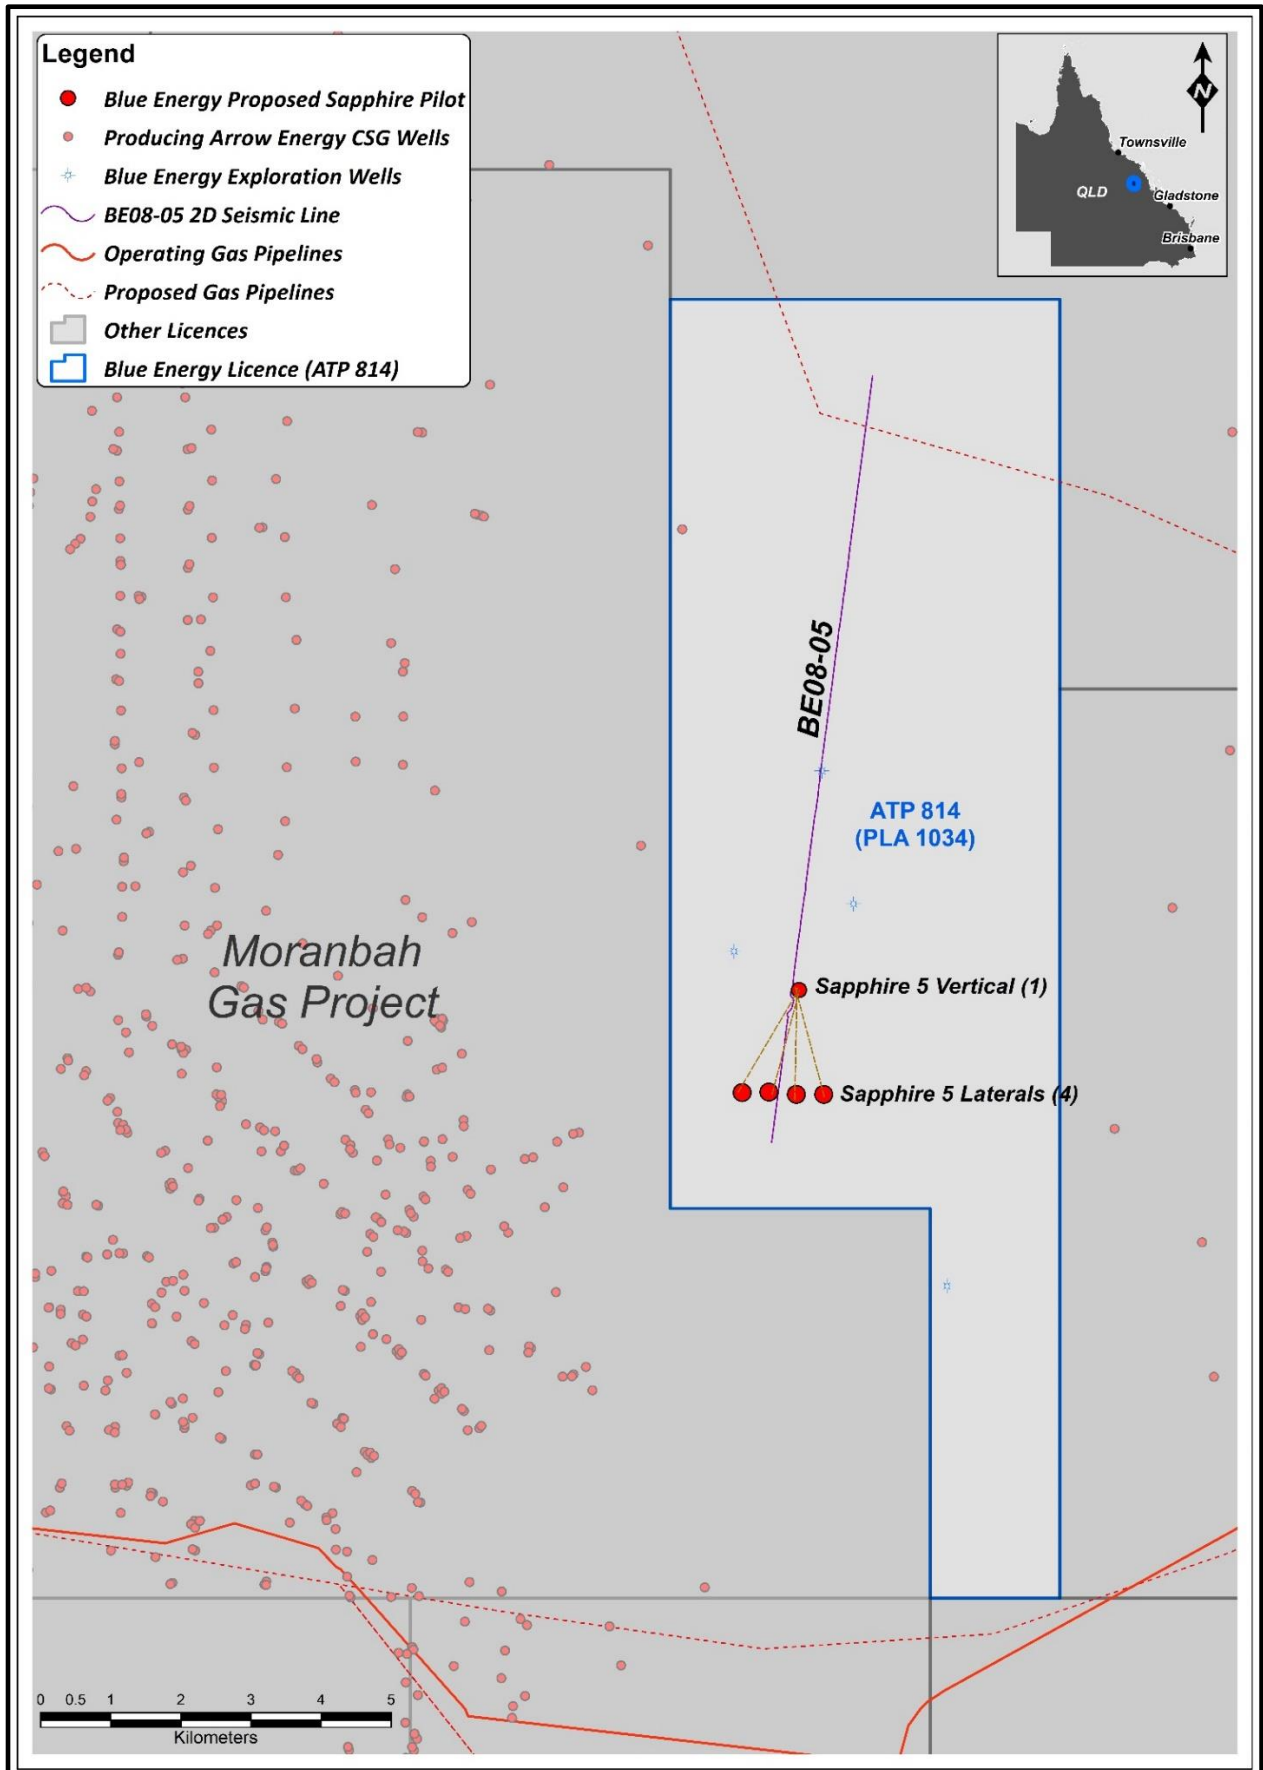 Legend
Blue Energy Proposed Sapphire Pilot
Producing Arrow Energy CSG Wells
Blue Energy Exploration Wells
BE08-05 2D Seismic Line
Operating Gas Pipelines
Proposed Gas Pipelines
Other Licences
Blue Energy Licence (ATP 814)
N
Townsville
QLD
Gladstone
Brisbane
BE08-05
ATP 814
(PLA 1034)
Moranbah
Gas Project
Sapphire 5 Vertical (1)
Sapphire 5 Laterals (4)
0 0.5 1 2 3 4 5
Kilometers